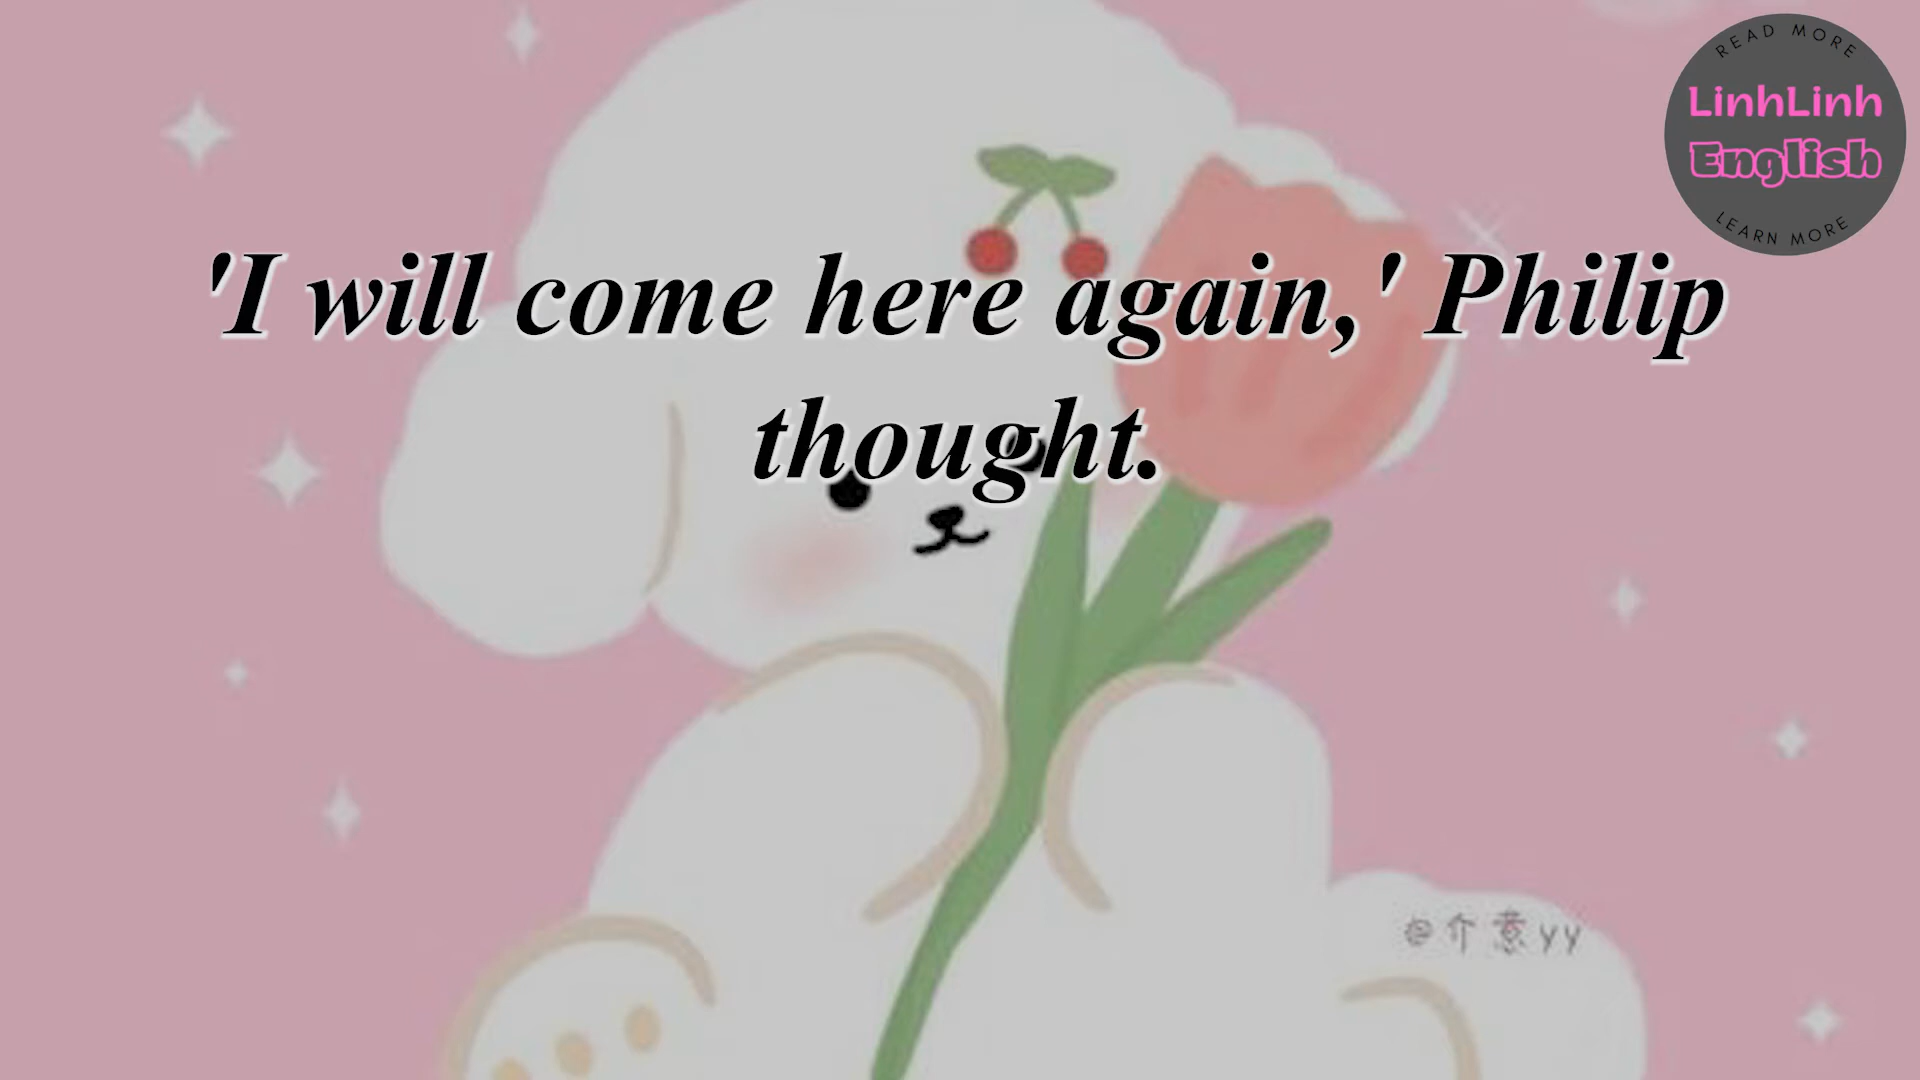 READ MORE
LinhLinh
English
LEARN MORE
'I will come here again,' Philip
thought.
@介意yy